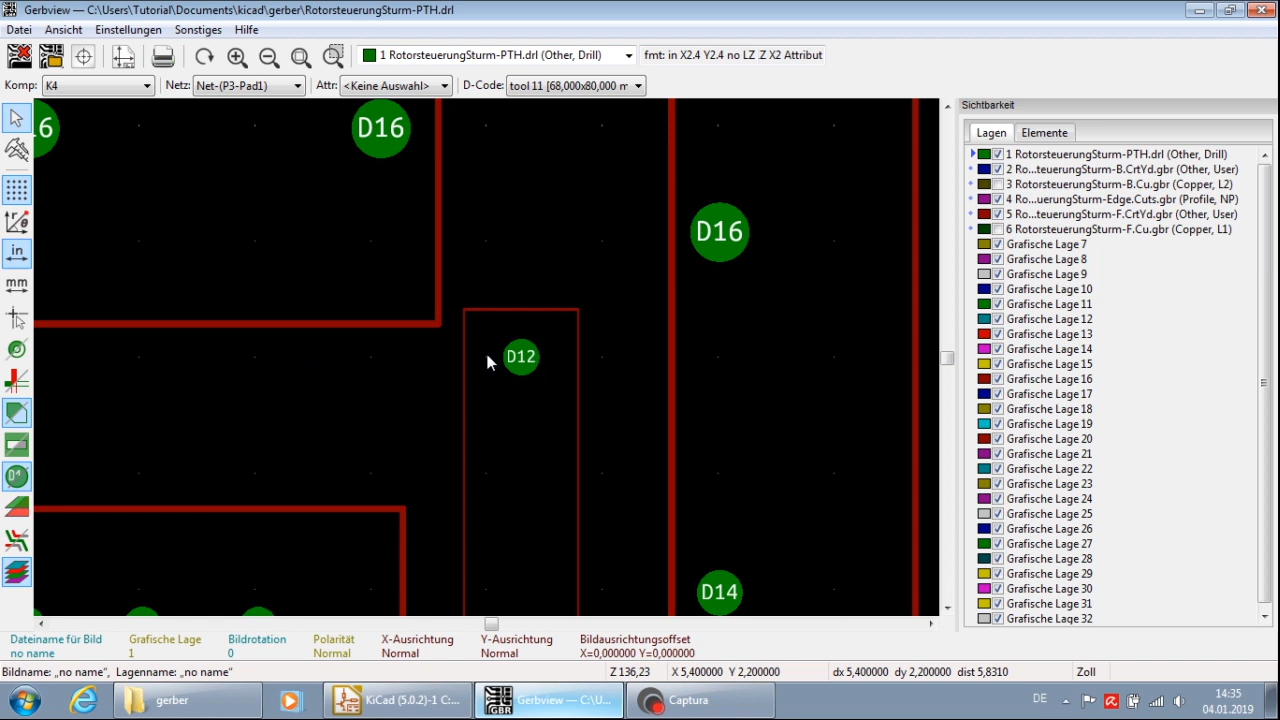 Gerbview — C:\Users\Tutorial\Documents\kicad\gerber\RotorsteuerungSturm-PTH.drl
Datei Ansicht Einstellungen Sonstiges Hilfe
1 RotorsteuerungSturm-PTH.drl (Other, Drill) fmt: in X2.4 Y2.4 no LZ Z X2 Attribut
Komp: K4 Netz: Net-(P3-Pad1) Attr: <Keine Auswahl> D-Code: tool 11 [68,000x80,000 m
Sichtbarkeit
Lagen Elemente
1 RotorsteuerungSturm-PTH.drl (Other, Drill)
2 Ro...teuerungSturm-B.CrtYd.gbr (Other, User)
3 RotorsteuerungSturm-B.Cu.gbr (Copper, L2)
4 Ro...uerungSturm-Edge.Cuts.gbr (Profile, NP)
5 Ro...teuerungSturm-F.CrtYd.gbr (Other, User)
6 RotorsteuerungSturm-F.Cu.gbr (Copper, L1)
Grafische Lage 7
Grafische Lage 8
Grafische Lage 9
Grafische Lage 10
Grafische Lage 11
Grafische Lage 12
Grafische Lage 13
Grafische Lage 14
Grafische Lage 15
Grafische Lage 16
Grafische Lage 17
Grafische Lage 18
Grafische Lage 19
Grafische Lage 20
Grafische Lage 21
Grafische Lage 22
Grafische Lage 23
Grafische Lage 24
Grafische Lage 25
Grafische Lage 26
Grafische Lage 27
Grafische Lage 28
Grafische Lage 29
Grafische Lage 30
Grafische Lage 31
Grafische Lage 32
in
mm
16
D16
D16
D12
D14
Dateiname für Bild Grafische Lage Bildrotation Polarität X-Ausrichtung Y-Ausrichtung Bildausrichtungsoffset
no name 1 0 Normal Normal Normal X=0,000000 Y=0,000000
Bildname: „no name“, Lagenname: „no name“ Z 136,23 X 5,400000 Y 2,200000 dx 5,400000 dy 2,200000 dist 5,8310 Zoll
gerber KiCad (5.0.2)-1 C:... Gerbview — C:\U... Captura DE 14:35
04.01.2019